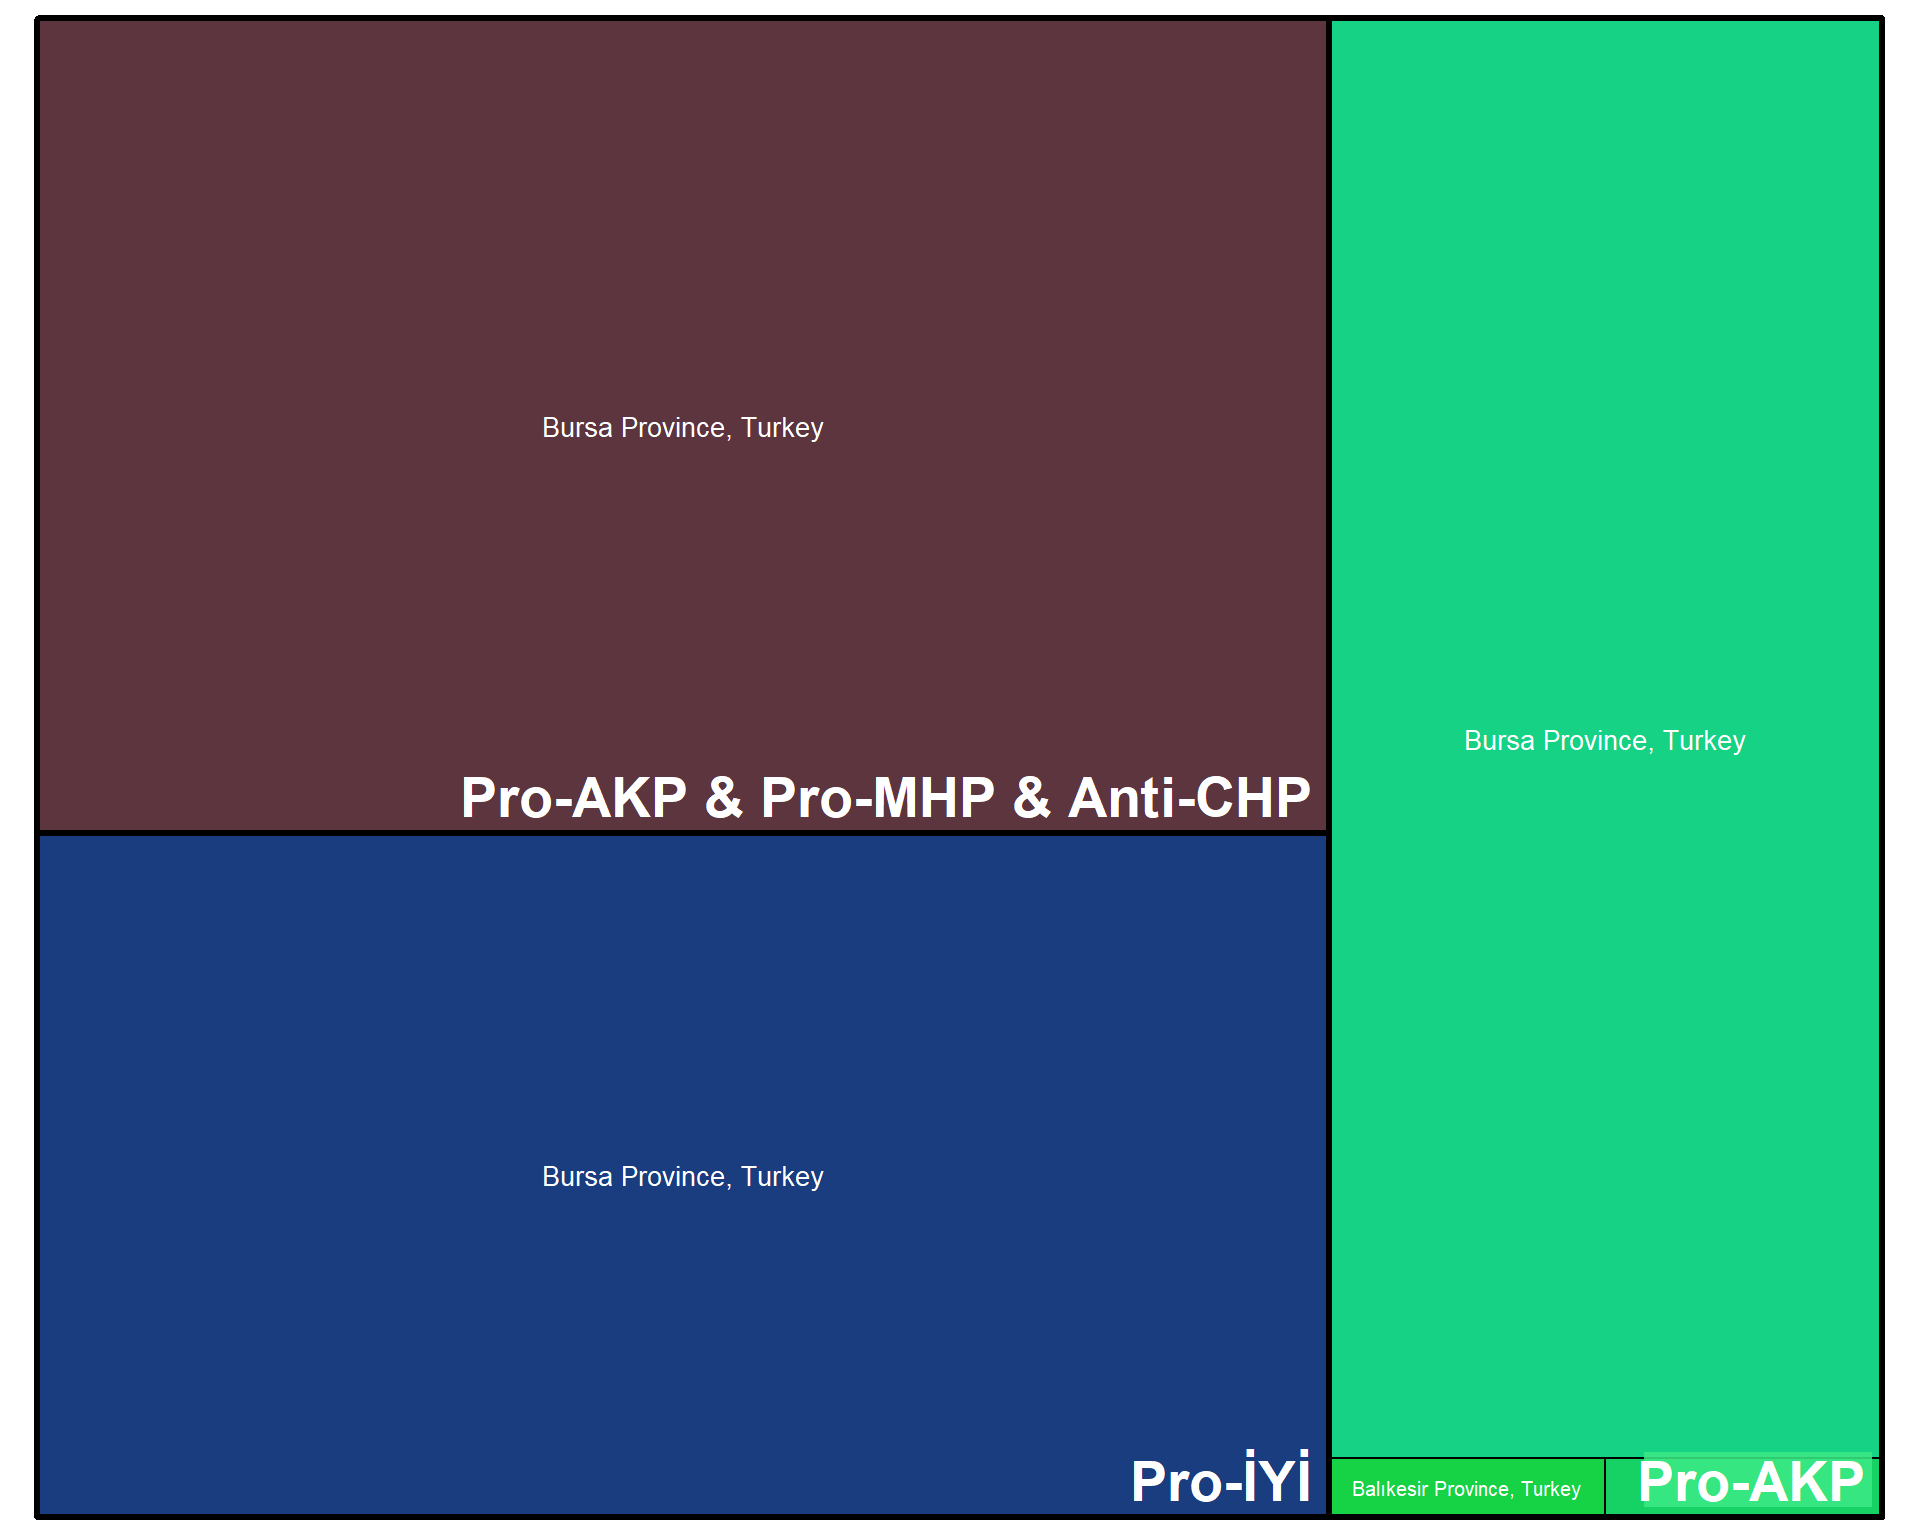 Bursa Province, Turkey
Pro-AKP & Pro-MHP & Anti-CHP
Bursa Province, Turkey
Pro-İYİ
Bursa Province, Turkey
Balıkesir Province, Turkey
Pro-AKP